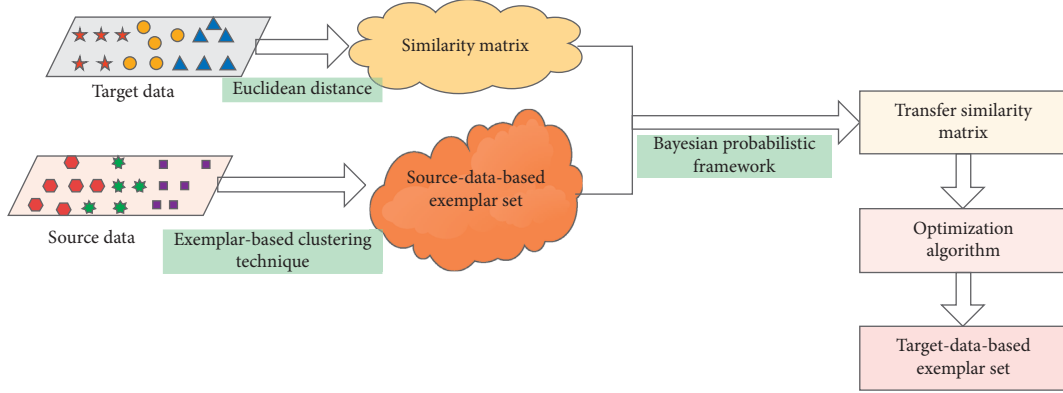 Target data
Euclidean distance
Similarity matrix
Source data
Exemplar-based clustering
technique
Source-data-based
exemplar set
Bayesian probabilistic
framework
Transfer similarity
matrix
Optimization
algorithm
Target-data-based
exemplar set